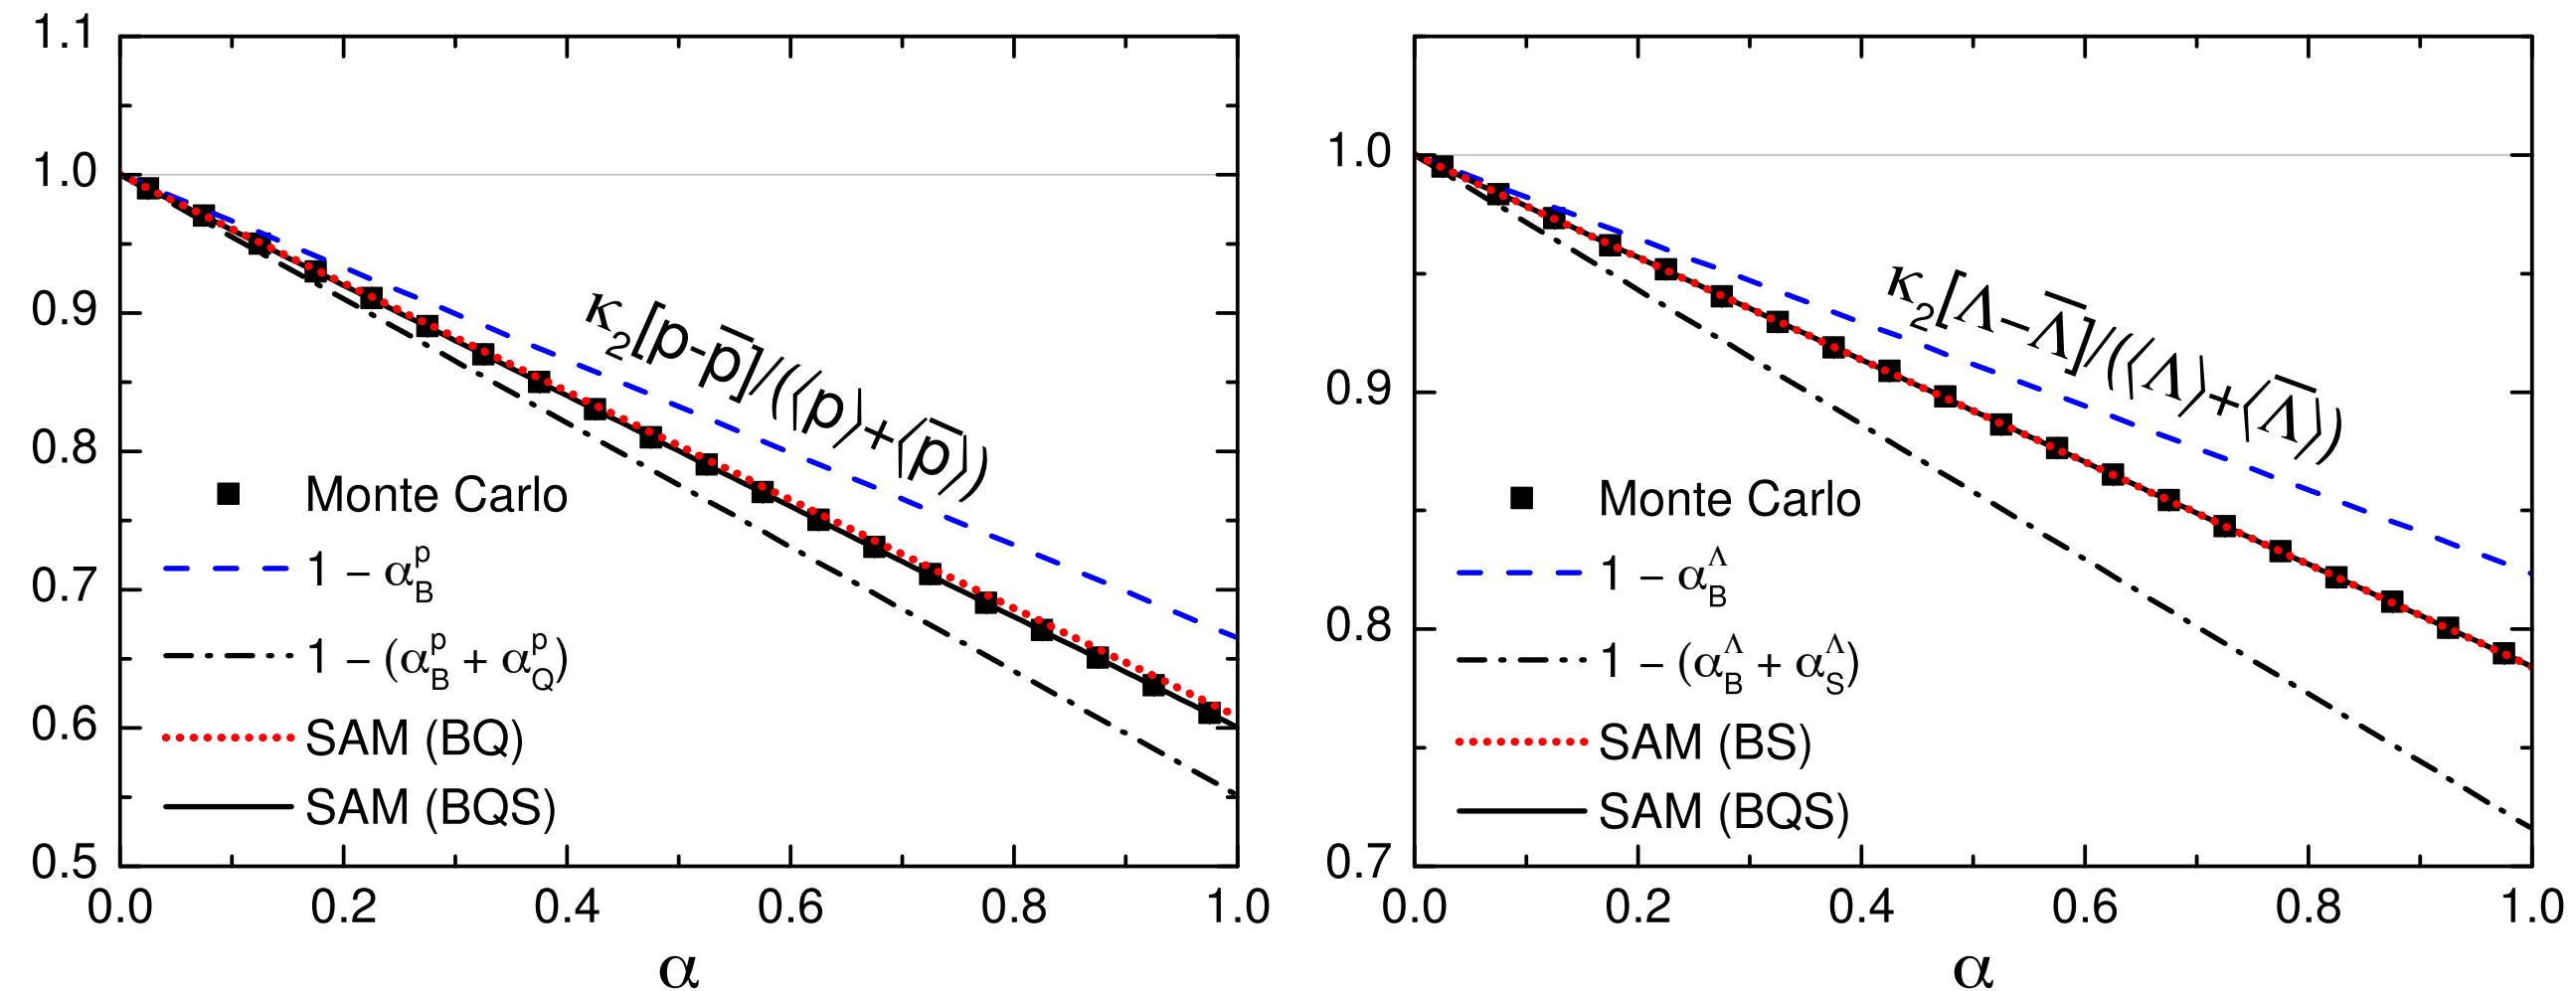 1.1
1.0
0.9
0.8
0.7
0.6
0.5
0.0 0.2 0.4 0.6 0.8 1.0
α
κ₂[p-p̅]/(⟨p⟩+⟨p̅⟩)
Monte Carlo
1 – α_B^p
1 – (α_B^p + α_Q^p)
SAM (BQ)
SAM (BQS)
1.0
0.9
0.8
0.7
0.0 0.2 0.4 0.6 0.8 1.0
α
κ₂[Λ–Λ̅]/(⟨Λ⟩+⟨Λ̅⟩)
Monte Carlo
1 – α_B^Λ
1 – (α_B^Λ + α_S^Λ)
SAM (BS)
SAM (BQS)